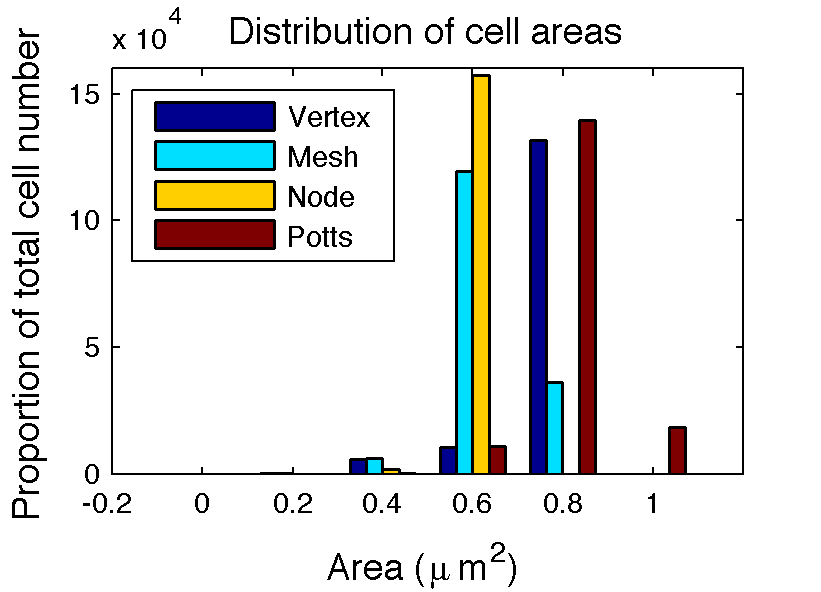 x 10^4
Distribution of cell areas
Proportion of total cell number
15
10
5
0
Vertex
Mesh
Node
Potts
-0.2 0 0.2 0.4 0.6 0.8 1
Area (μ m^2)